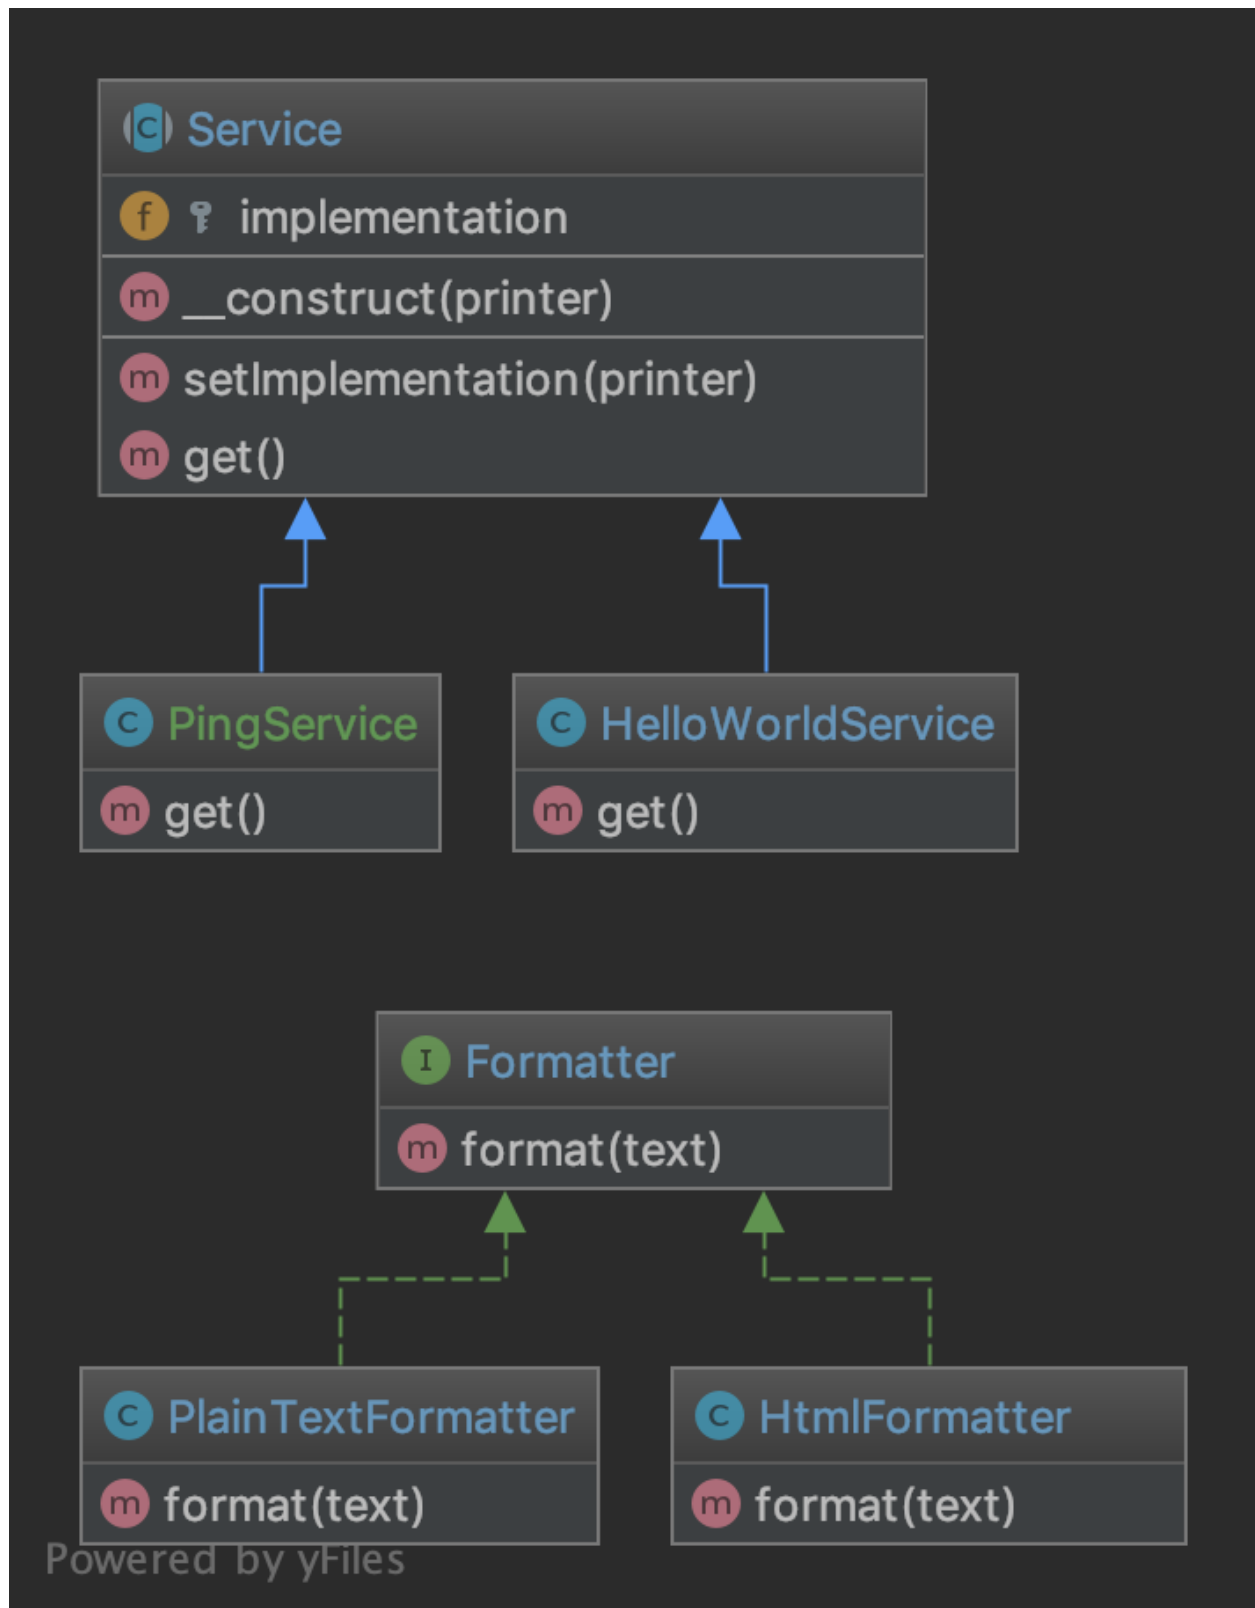 C Service
f implementation
m __construct(printer)
m setImplementation(printer)
m get()
C PingService
m get()
C HelloWorldService
m get()
I Formatter
m format(text)
C PlainTextFormatter
m format(text)
C HtmlFormatter
m format(text)
Powered by yFiles